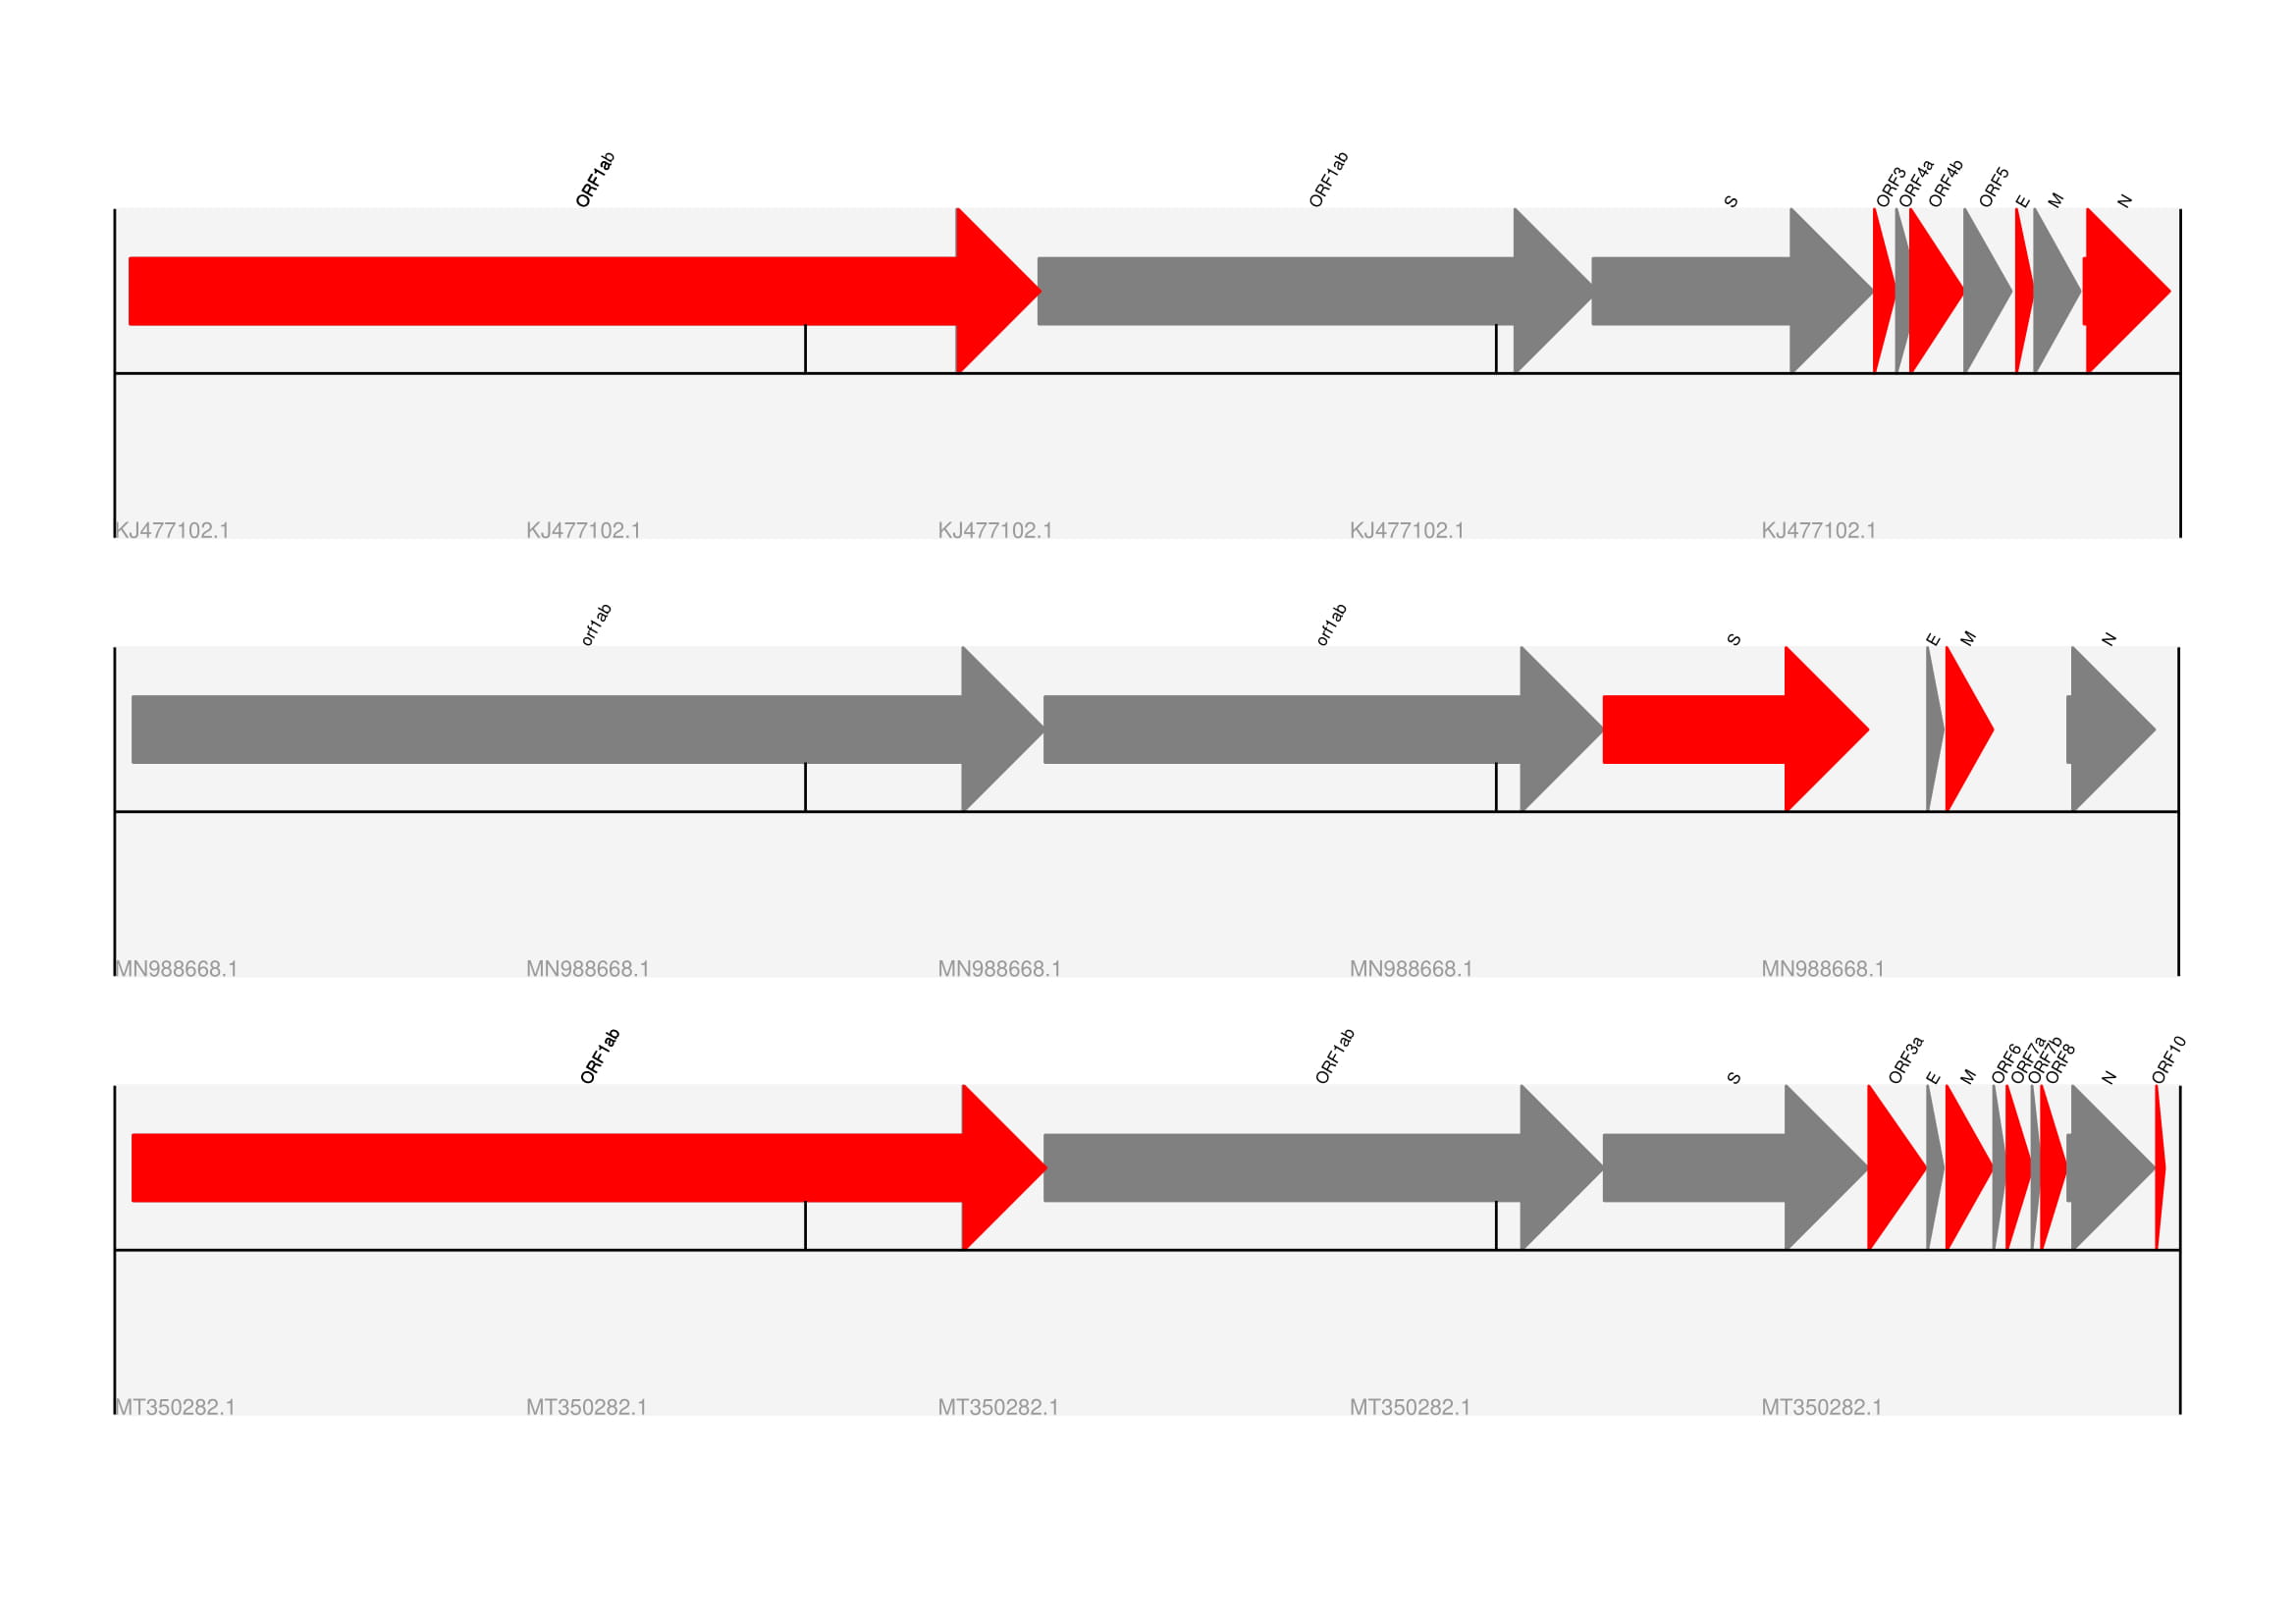 ORF1ab ORF1ab S ORF3 ORF4a ORF4b ORF5 E M N
KJ477102.1 KJ477102.1 KJ477102.1 KJ477102.1 KJ477102.1
orf1ab orf1ab S E M N
MN988668.1 MN988668.1 MN988668.1 MN988668.1 MN988668.1
ORF1ab ORF1ab S ORF3a E M ORF6 ORF7a ORF7b ORF8 N ORF10
MT350282.1 MT350282.1 MT350282.1 MT350282.1 MT350282.1